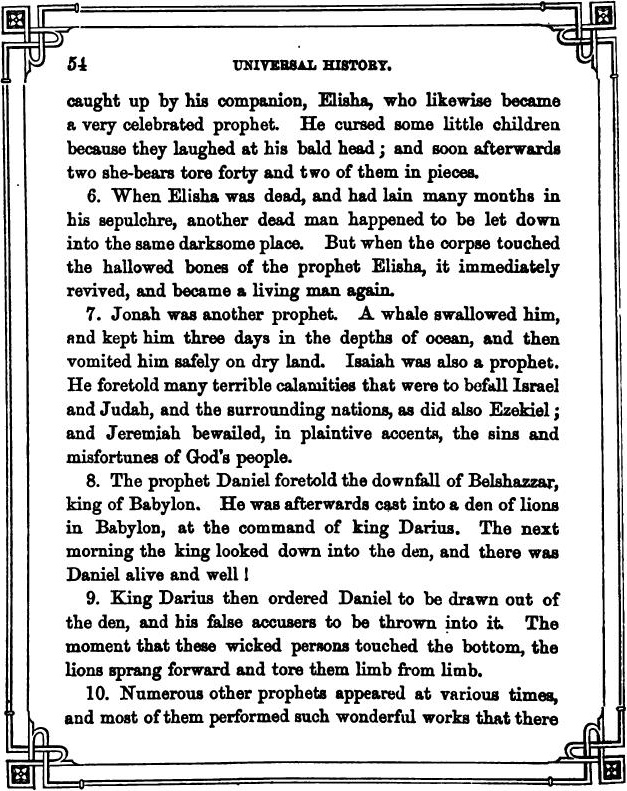 54 UNIVERSAL HISTORY.
caught up by his companion, Elisha, who likewise became
a very celebrated prophet. He cursed some little children
because they laughed at his bald head; and soon afterwards
two she-bears tore forty and two of them in pieces.
6. When Elisha was dead, and had lain many months in
his sepulchre, another dead man happened to be let down
into the same darksome place. But when the corpse touched
the hallowed bones of the prophet Elisha, it immediately
revived, and became a living man again.
7. Jonah was another prophet. A whale swallowed him,
and kept him three days in the depths of ocean, and then
vomited him safely on dry land. Isaiah was also a prophet.
He foretold many terrible calamities that were to befall Israel
and Judah, and the surrounding nations, as did also Ezekiel;
and Jeremiah bewailed, in plaintive accents, the sins and
misfortunes of God's people.
8. The prophet Daniel foretold the downfall of Belshazzar,
king of Babylon. He was afterwards cast into a den of lions
in Babylon, at the command of king Darius. The next
morning the king looked down into the den, and there was
Daniel alive and well!
9. King Darius then ordered Daniel to be drawn out of
the den, and his false accusers to be thrown into it. The
moment that these wicked persons touched the bottom, the
lions sprang forward and tore them limb from limb.
10. Numerous other prophets appeared at various times,
and most of them performed such wonderful works that there